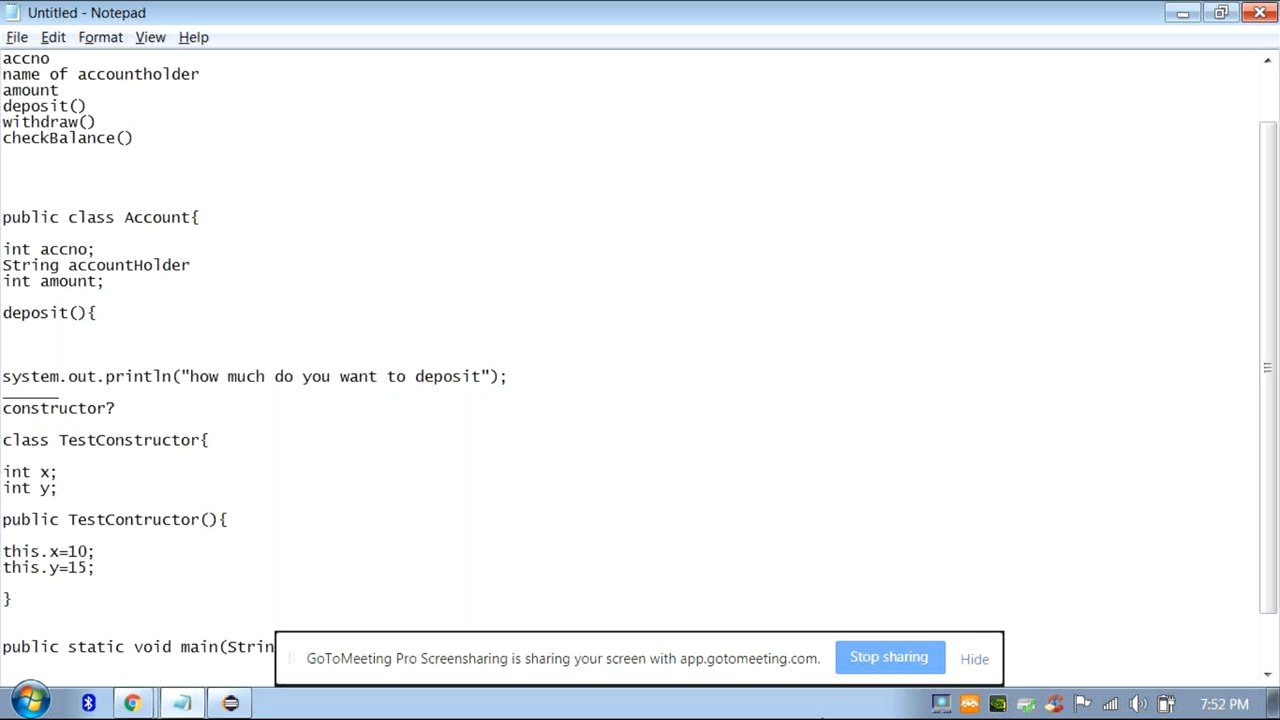 Untitled - Notepad
File Edit Format View Help
accno
name of accountholder
amount
deposit()
withdraw()
checkBalance()
public class Account{
int accno;
String accountHolder
int amount;
deposit(){
system.out.println("how much do you want to deposit");
______
constructor?
class TestConstructor{
int x;
int y;
public TestContructor(){
this.x=10;
this.y=15;
}
public static void main(Strin
GoToMeeting Pro Screensharing is sharing your screen with app.gotomeeting.com. Stop sharing Hide
7:52 PM